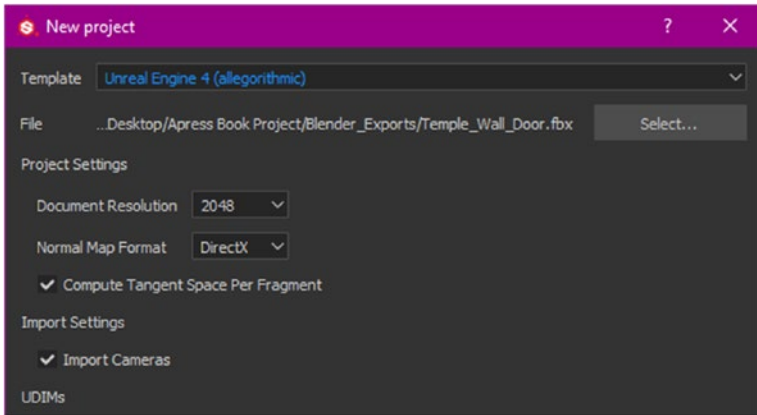 New project ? ×
Template Unreal Engine 4 (allegorithmic)
File ...Desktop/Apress Book Project/Blender_Exports/Temple_Wall_Door.fbx Select...
Project Settings
Document Resolution 2048
Normal Map Format DirectX
Compute Tangent Space Per Fragment
Import Settings
Import Cameras
UDIMs